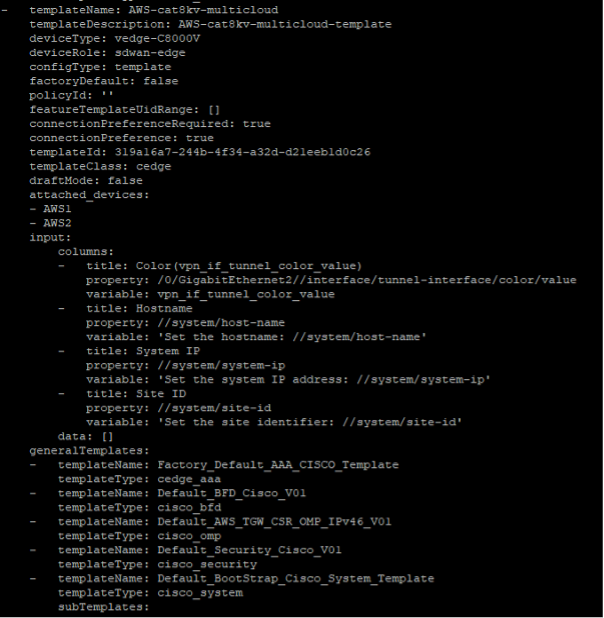 -   templateName: AWS-cat8kv-multicloud
    templateDescription: AWS-cat8kv-multicloud-template
    deviceType: vedge-C8000V
    deviceRole: sdwan-edge
    configType: template
    factoryDefault: false
    policyId: ''
    featureTemplateUidRange: []
    connectionPreferenceRequired: true
    connectionPreference: true
    templateId: 319a16a7-244b-4f34-a32d-d21eeb1d0c26
    templateClass: cedge
    draftMode: false
    attached_devices:
    - AWS1
    - AWS2
    input:
        columns:
        -   title: Color(vpn_if_tunnel_color_value)
            property: /0/GigabitEthernet2//interface/tunnel-interface/color/value
            variable: vpn_if_tunnel_color_value
        -   title: Hostname
            property: //system/host-name
            variable: 'Set the hostname: //system/host-name'
        -   title: System IP
            property: //system/system-ip
            variable: 'Set the system IP address: //system/system-ip'
        -   title: Site ID
            property: //system/site-id
            variable: 'Set the site identifier: //system/site-id'
        data: []
    generalTemplates:
    -   templateName: Factory_Default_AAA_CISCO_Template
        templateType: cedge_aaa
    -   templateName: Default_BFD_Cisco_V01
        templateType: cisco_bfd
    -   templateName: Default_AWS_TGW_CSR_OMP_IPv46_V01
        templateType: cisco_omp
    -   templateName: Default_Security_Cisco_V01
        templateType: cisco_security
    -   templateName: Default_BootStrap_Cisco_System_Template
        templateType: cisco_system
        subTemplates: